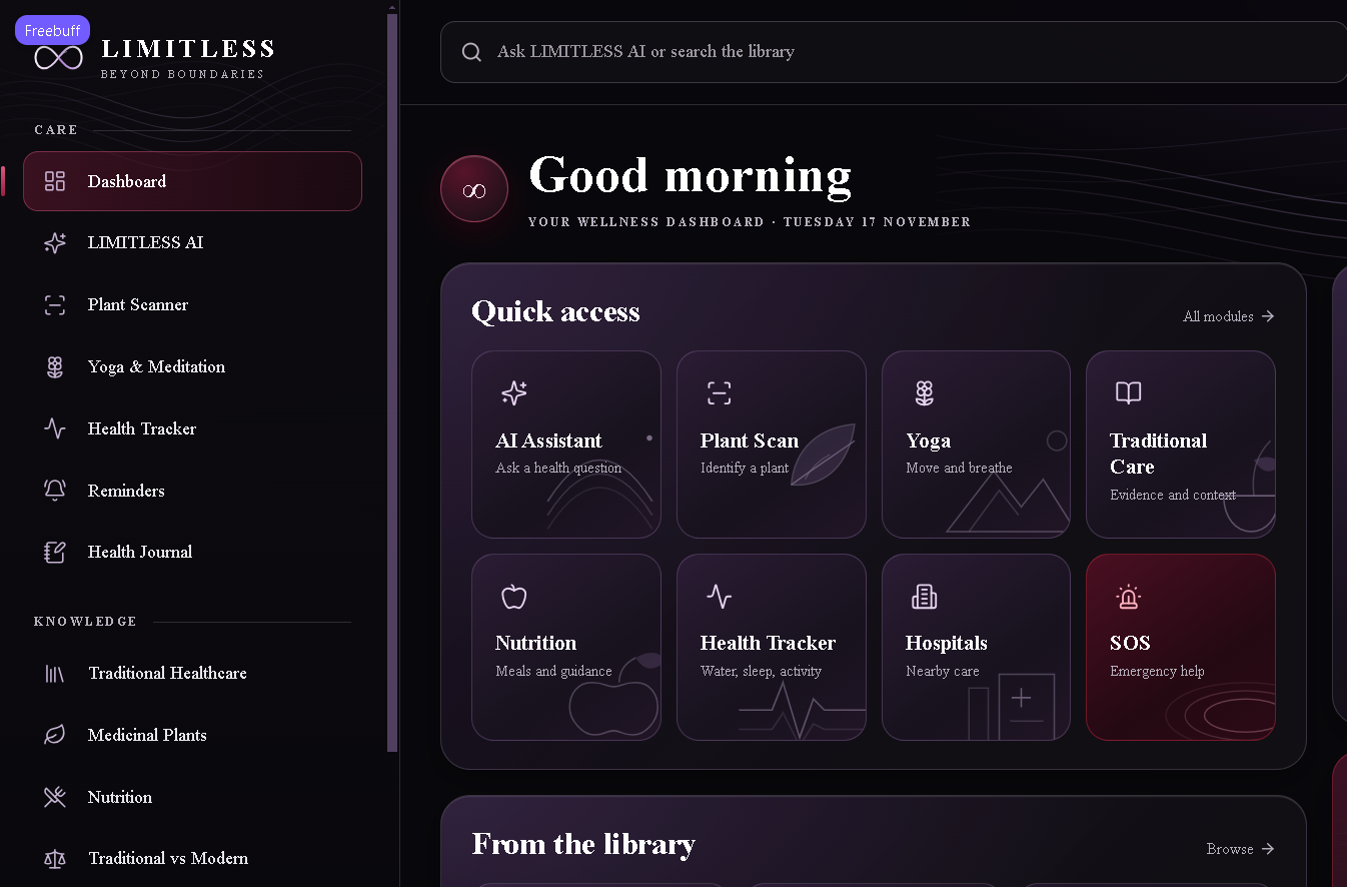 Freebuff
LIMITLESS
BEYOND BOUNDARIES
CARE
Dashboard
LIMITLESS AI
Plant Scanner
Yoga & Meditation
Health Tracker
Reminders
Health Journal
KNOWLEDGE
Traditional Healthcare
Medicinal Plants
Nutrition
Traditional vs Modern
Ask LIMITLESS AI or search the library
Good morning
YOUR WELLNESS DASHBOARD · TUESDAY 17 NOVEMBER
Quick access
All modules →
AI Assistant
Ask a health question
Plant Scan
Identify a plant
Yoga
Move and breathe
Traditional
Care
Evidence and context
Nutrition
Meals and guidance
Health Tracker
Water, sleep, activity
Hospitals
Nearby care
SOS
Emergency help
From the library
Browse →